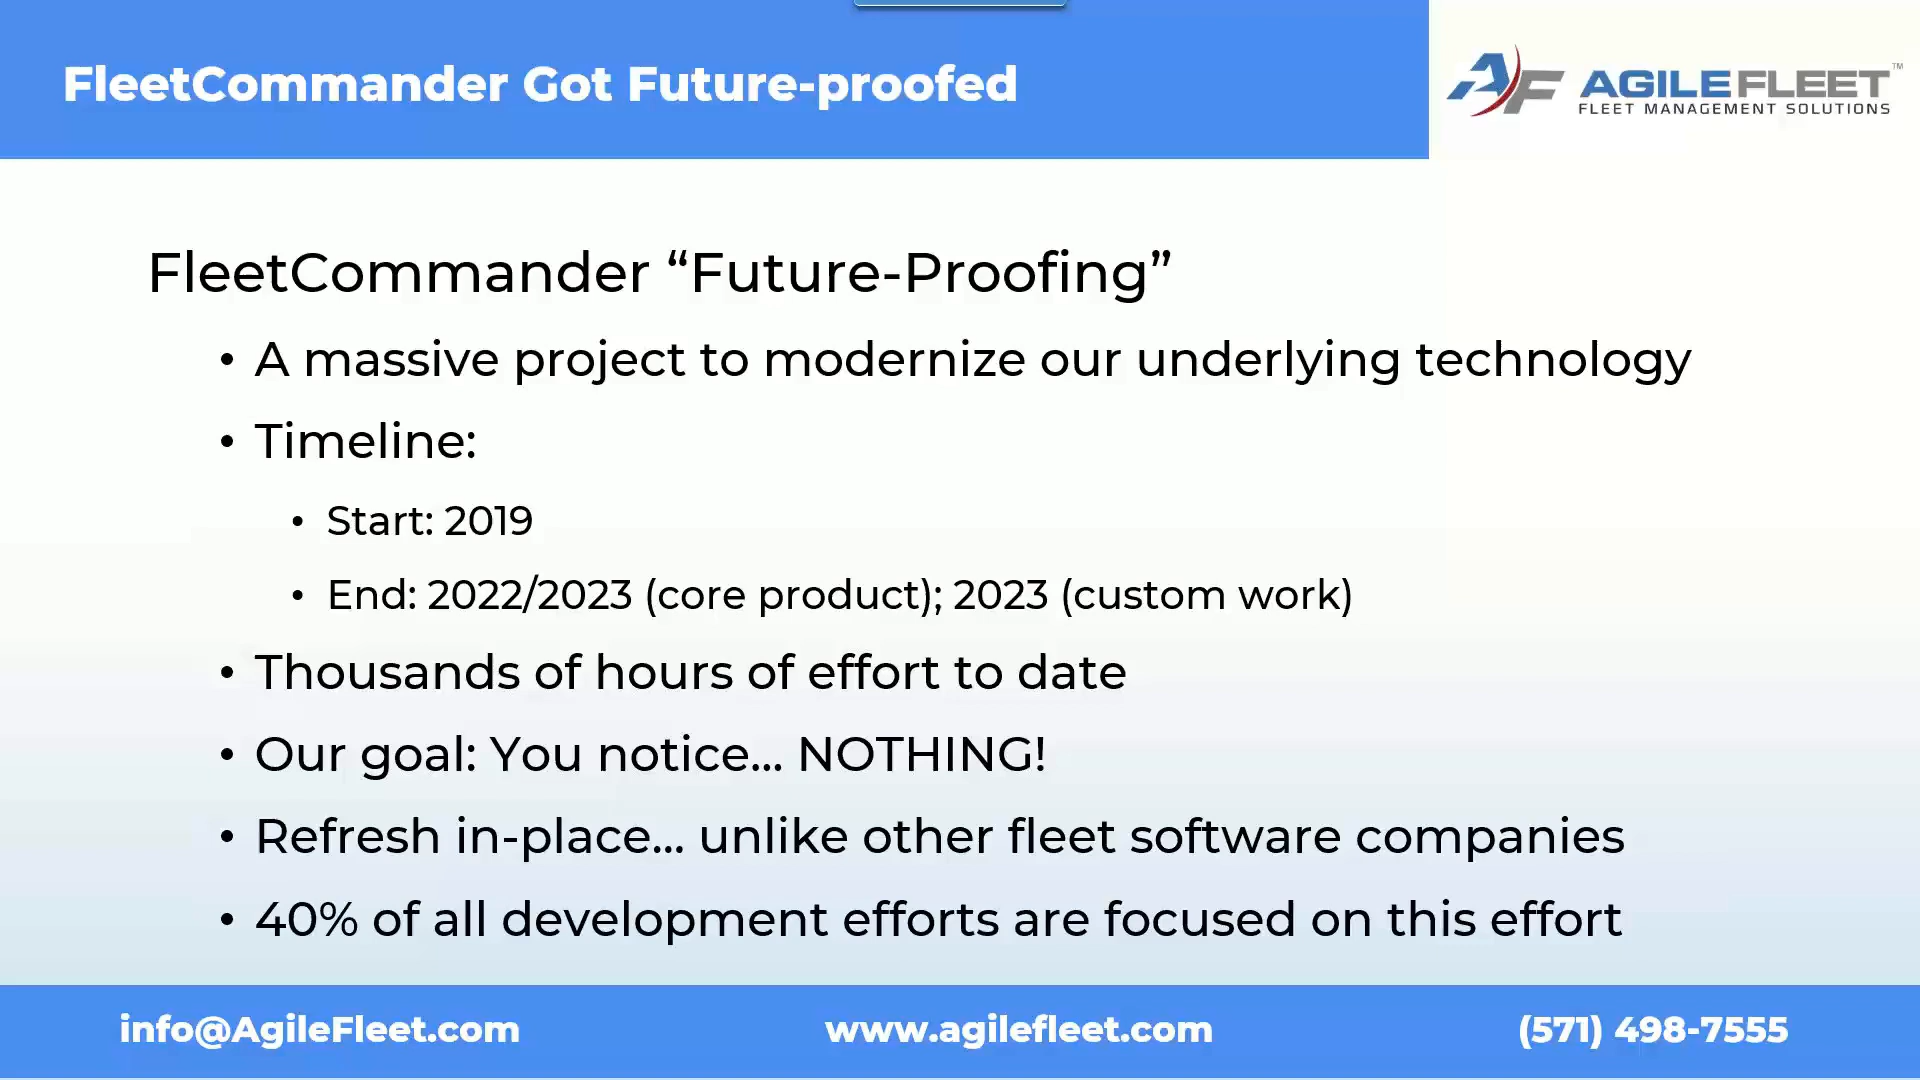 FleetCommander Got Future-proofed
AGILEFLEET™
FLEET MANAGEMENT SOLUTIONS
FleetCommander “Future-Proofing”
• A massive project to modernize our underlying technology
• Timeline:
• Start: 2019
• End: 2022/2023 (core product); 2023 (custom work)
• Thousands of hours of effort to date
• Our goal: You notice... NOTHING!
• Refresh in-place... unlike other fleet software companies
• 40% of all development efforts are focused on this effort
info@AgileFleet.com
www.agilefleet.com
(571) 498-7555